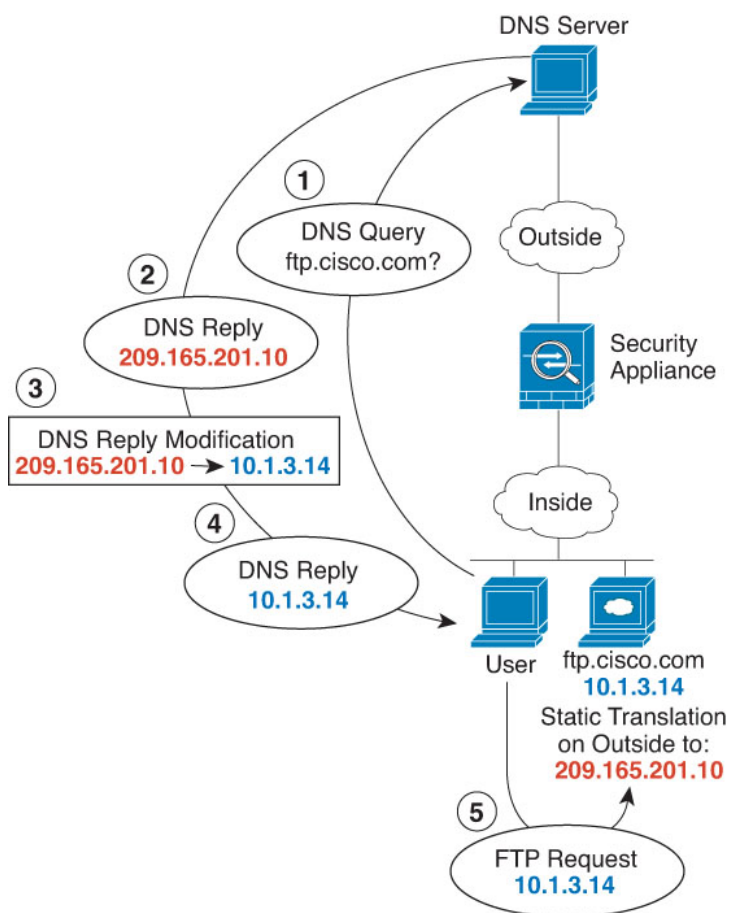 DNS Server
1
DNS Query
ftp.cisco.com?
Outside
2
DNS Reply
209.165.201.10
Security
Appliance
3
DNS Reply Modification
209.165.201.10 → 10.1.3.14
Inside
4
DNS Reply
10.1.3.14
User
ftp.cisco.com
10.1.3.14
Static Translation
on Outside to:
209.165.201.10
5
FTP Request
10.1.3.14